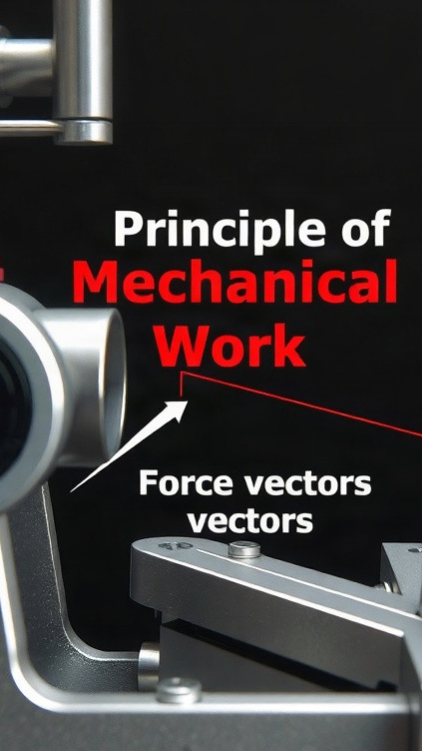 Principle of
Mechanical
Work
Force vectors
vectors